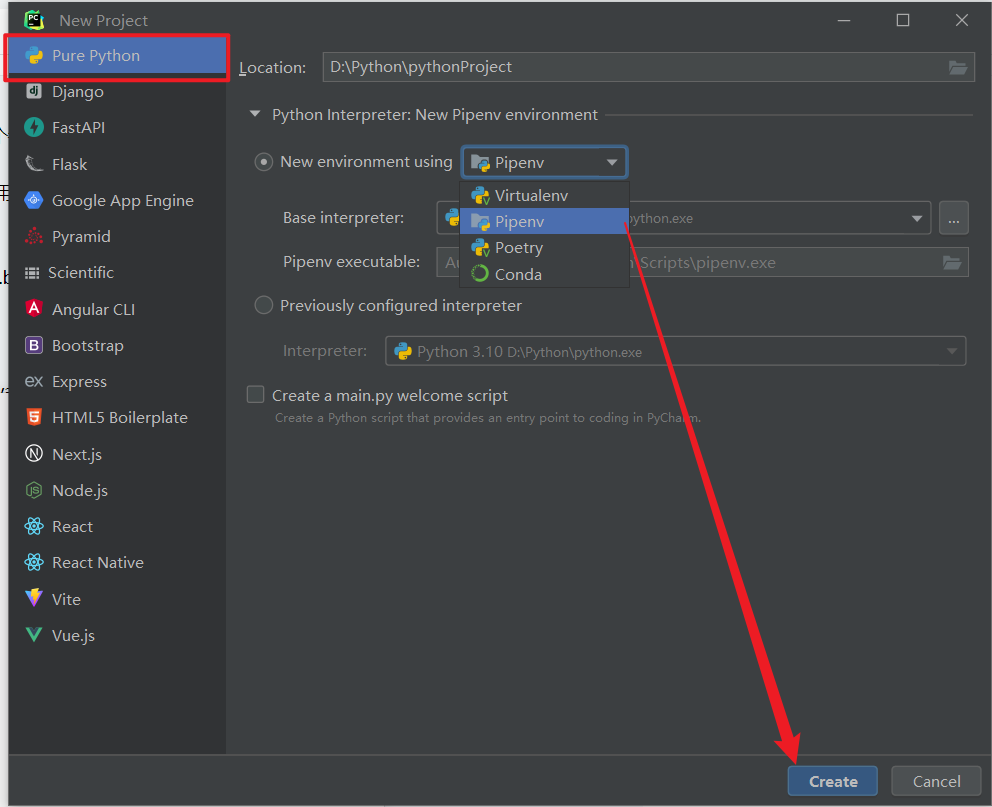 New Project
Pure Python
Django
FastAPI
Flask
Google App Engine
Pyramid
Scientific
Angular CLI
Bootstrap
Express
HTML5 Boilerplate
Next.js
Node.js
React
React Native
Vite
Vue.js
Location: D:\Python\pythonProject
Python Interpreter: New Pipenv environment
New environment using Pipenv
Virtualenv
Pipenv
Poetry
Conda
Base interpreter: python.exe ...
Pipenv executable: Scripts\pipenv.exe
Previously configured interpreter
Interpreter: Python 3.10 D:\Python\python.exe
Create a main.py welcome script
Create a Python script that provides an entry point to coding in PyCharm.
Create Cancel